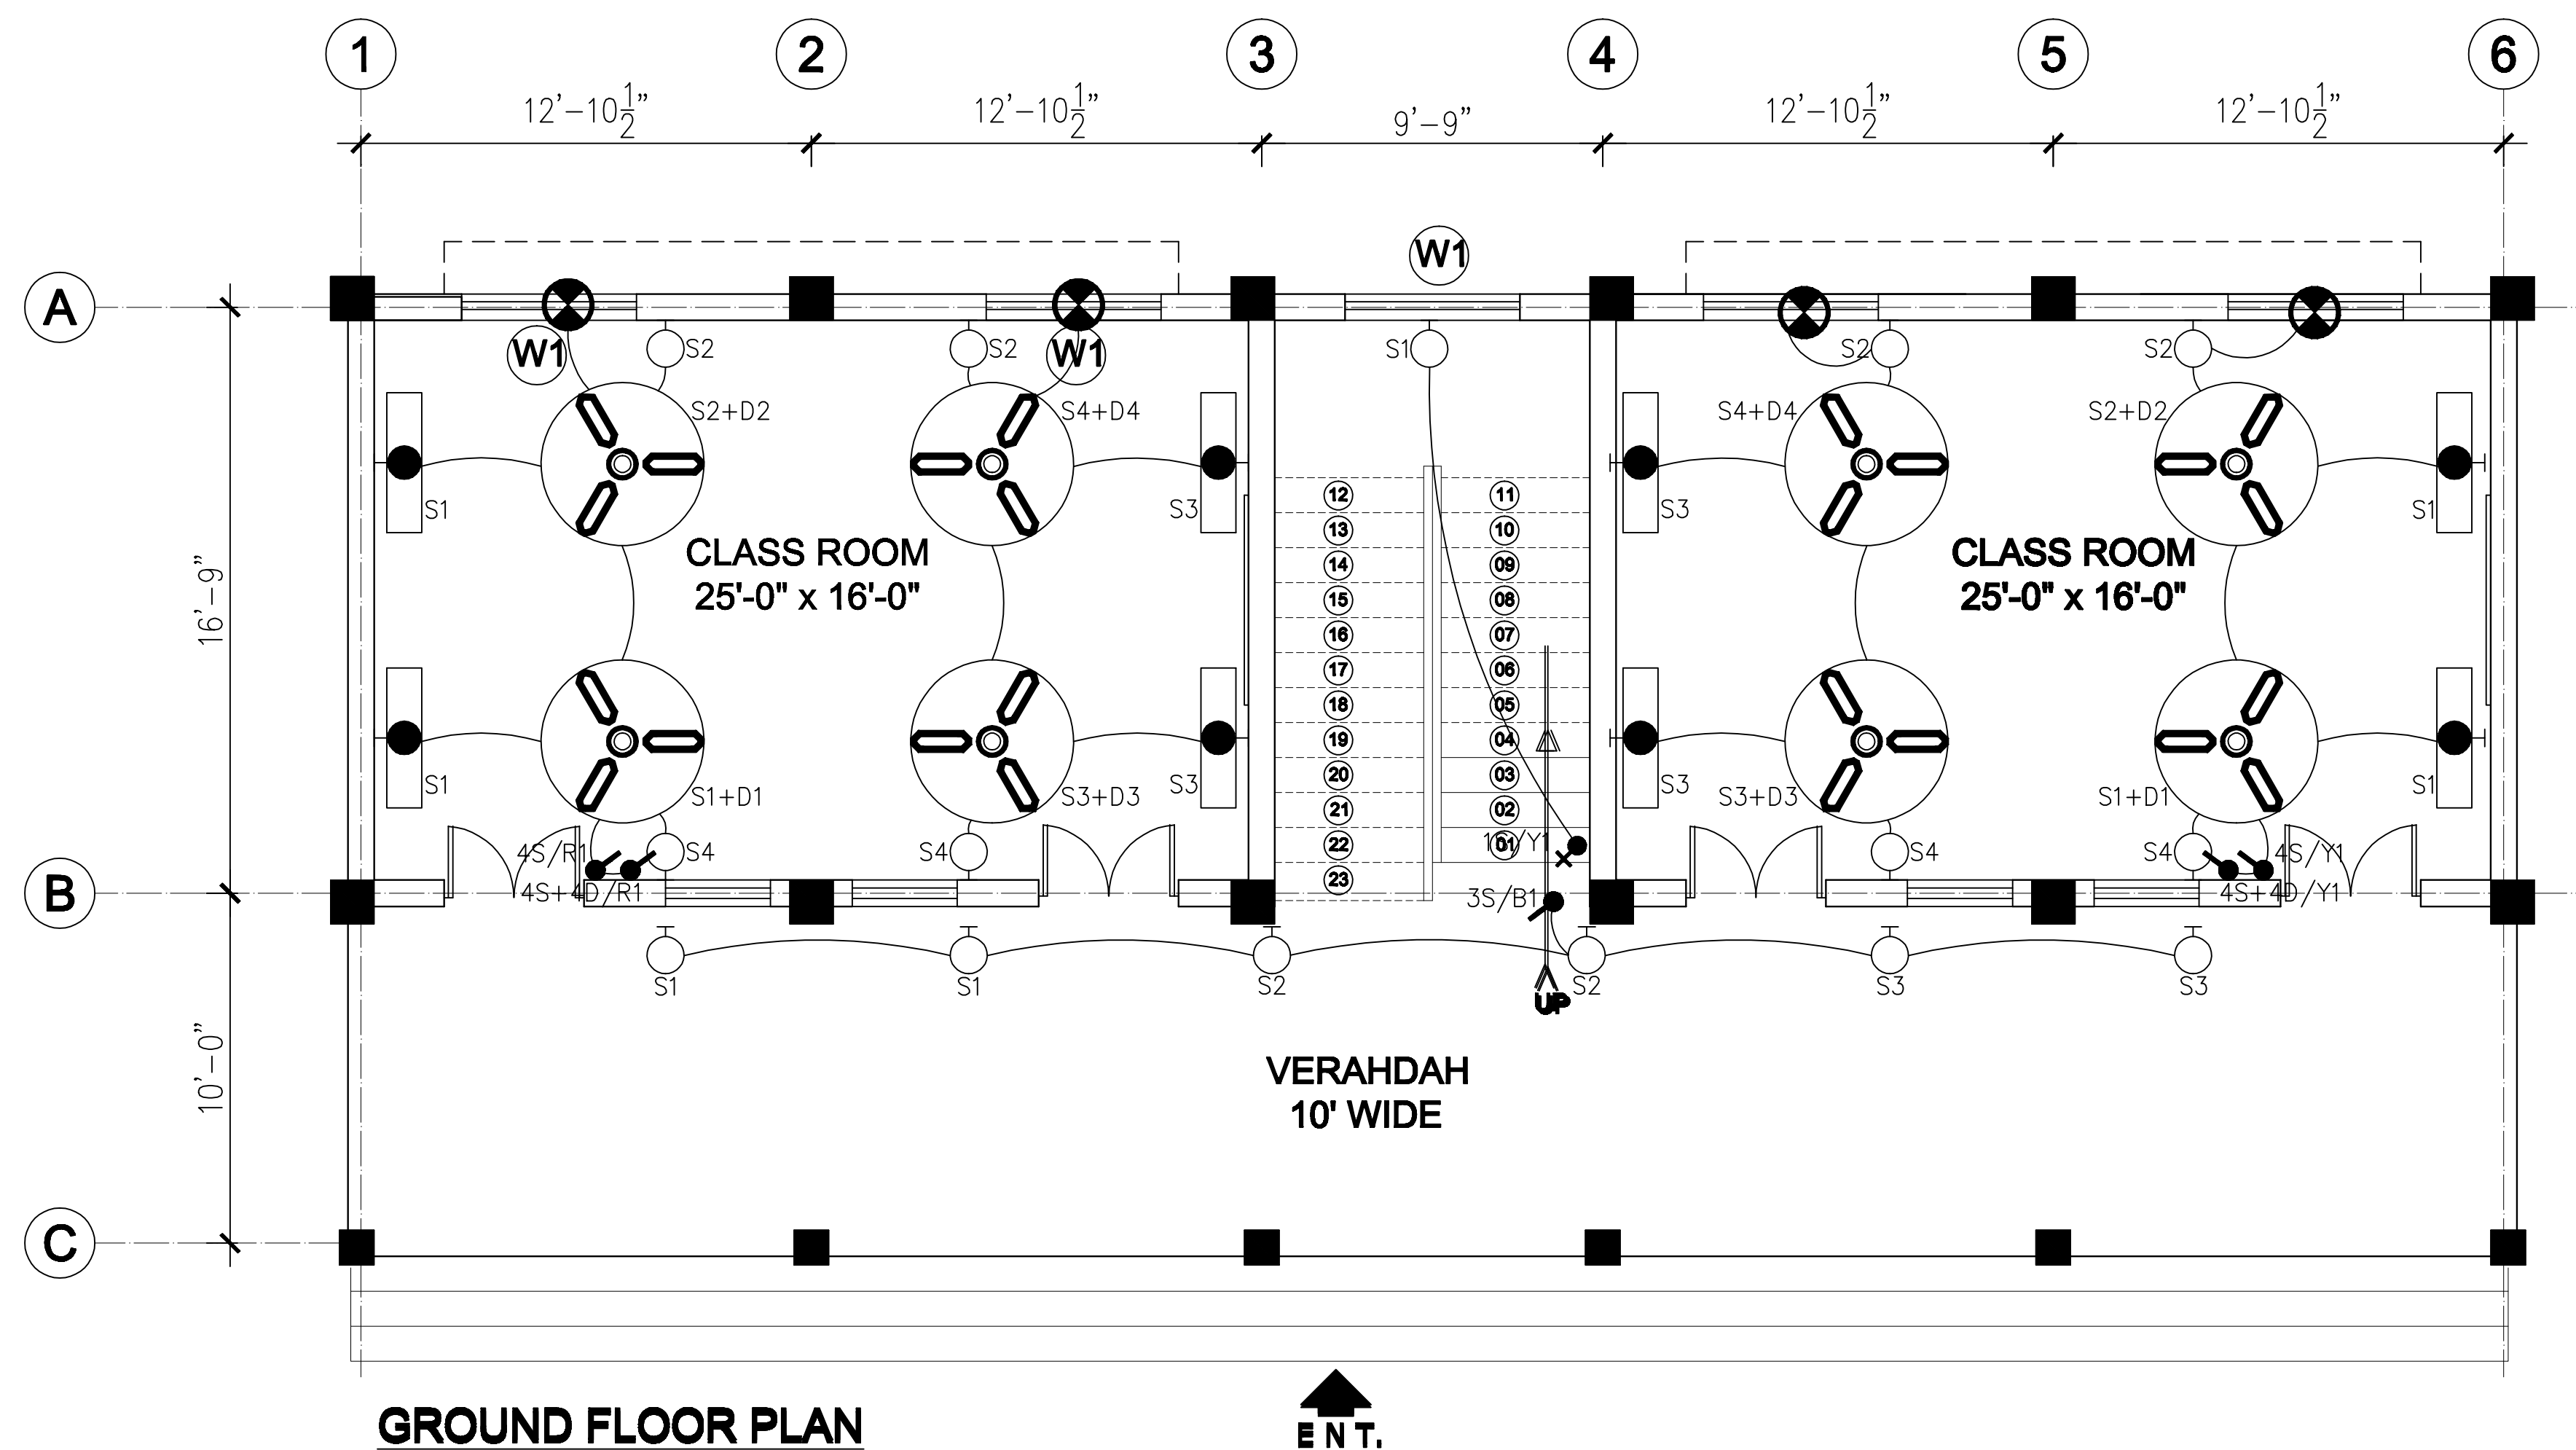 1 2 3 4 5 6
12'-10½" 12'-10½" 9'-9" 12'-10½" 12'-10½"
W1
A
W1 S2 S2 W1 S1 S2 S2
S2+D2 S4+D4 S4+D4 S2+D2
S1 S3 S3 S1
CLASS ROOM
25'-0" x 16'-0"
CLASS ROOM
25'-0" x 16'-0"
16'-9"
12 11
13 10
14 09
15 08
16 07
17 06
18 05
19 04
20 03
21 02
22 01
23
S1 S3 S3 S1
S1+D1 S3+D3 S3+D3 S1+D1
4S/R1 S4 S4 1S/Y1 S4 S4 4S/Y1
4S+4D/R1 3S/B1 4S+4D/Y1
B
S1 S1 S2 S2 S3 S3
UP
10'-0"
VERAHDAH
10' WIDE
C
GROUND FLOOR PLAN
ENT.